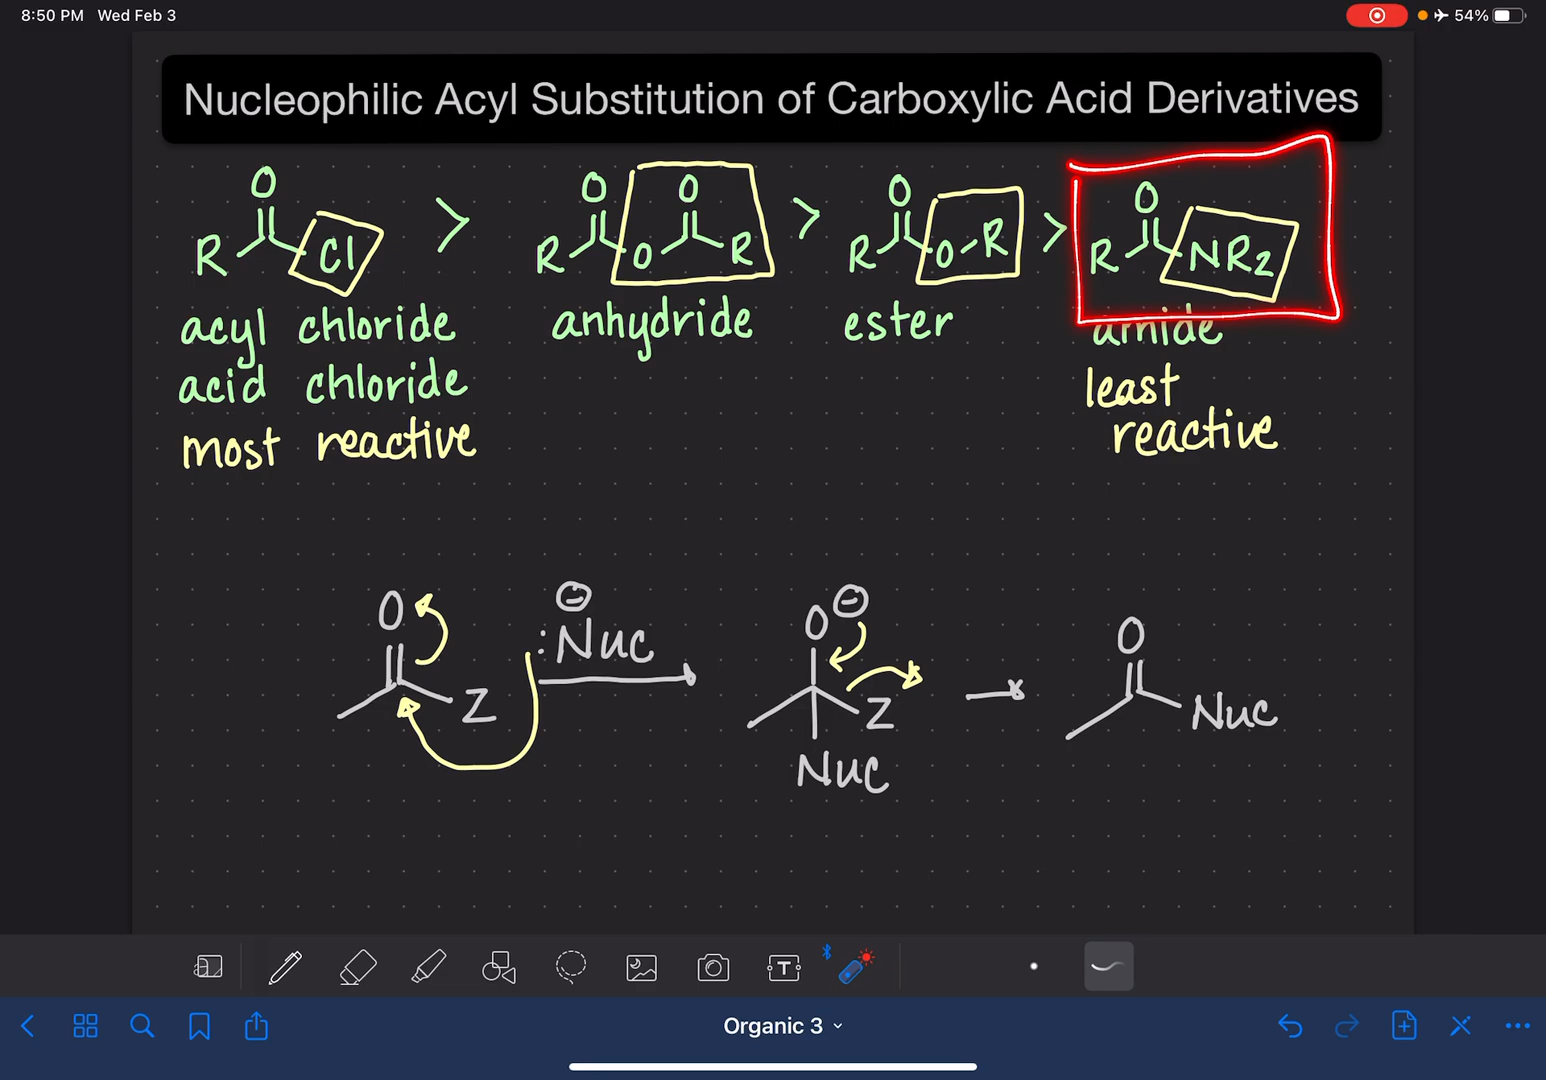 8:50 PM Wed Feb 3 54%
Nucleophilic Acyl Substitution of Carboxylic Acid Derivatives
O O O O O
R Cl > R O R > R O-R > R NR2
acyl chloride anhydride ester amide
acid chloride least
most reactive reactive
O ⊖ O ⊖ O
:Nuc
Z Z Nuc
Nuc
T
Organic 3